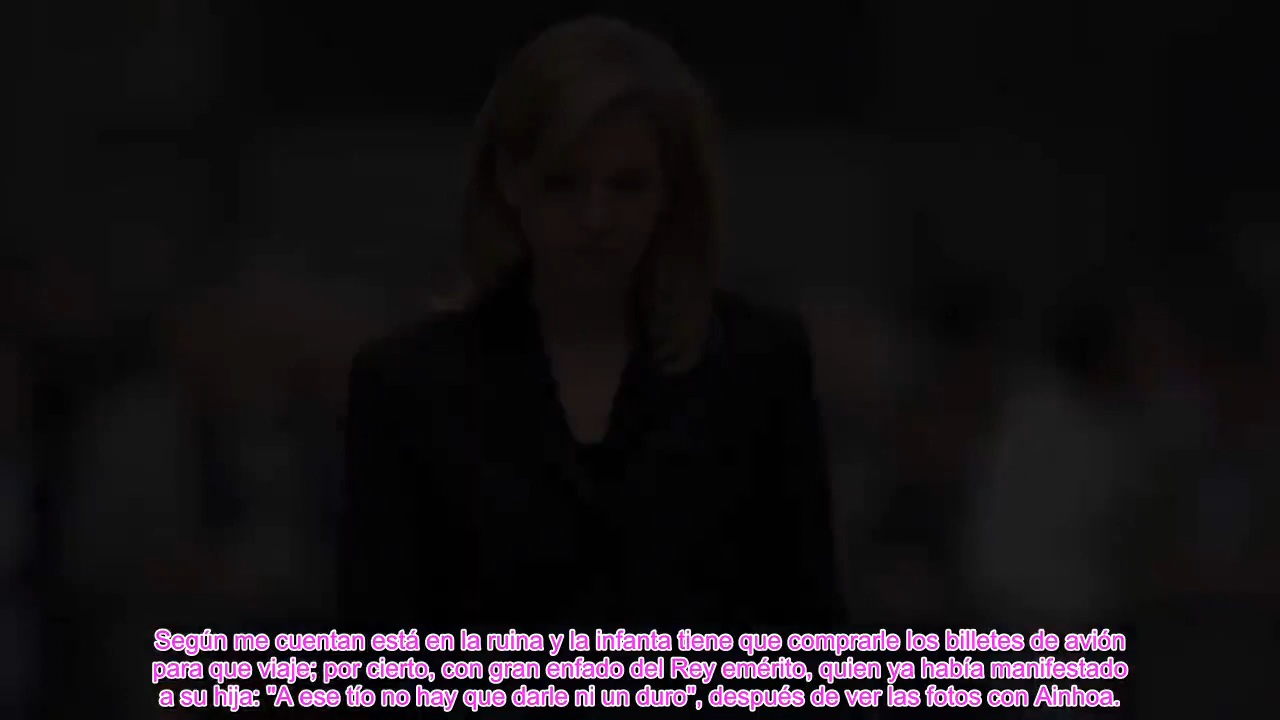 Según me cuentan está en la ruina y la infanta tiene que comprarle los billetes de avión
para que viaje; por cierto, con gran enfado del Rey emérito, quien ya había manifestado
a su hija: "A ese tío no hay que darle ni un duro", después de ver las fotos con Ainhoa.